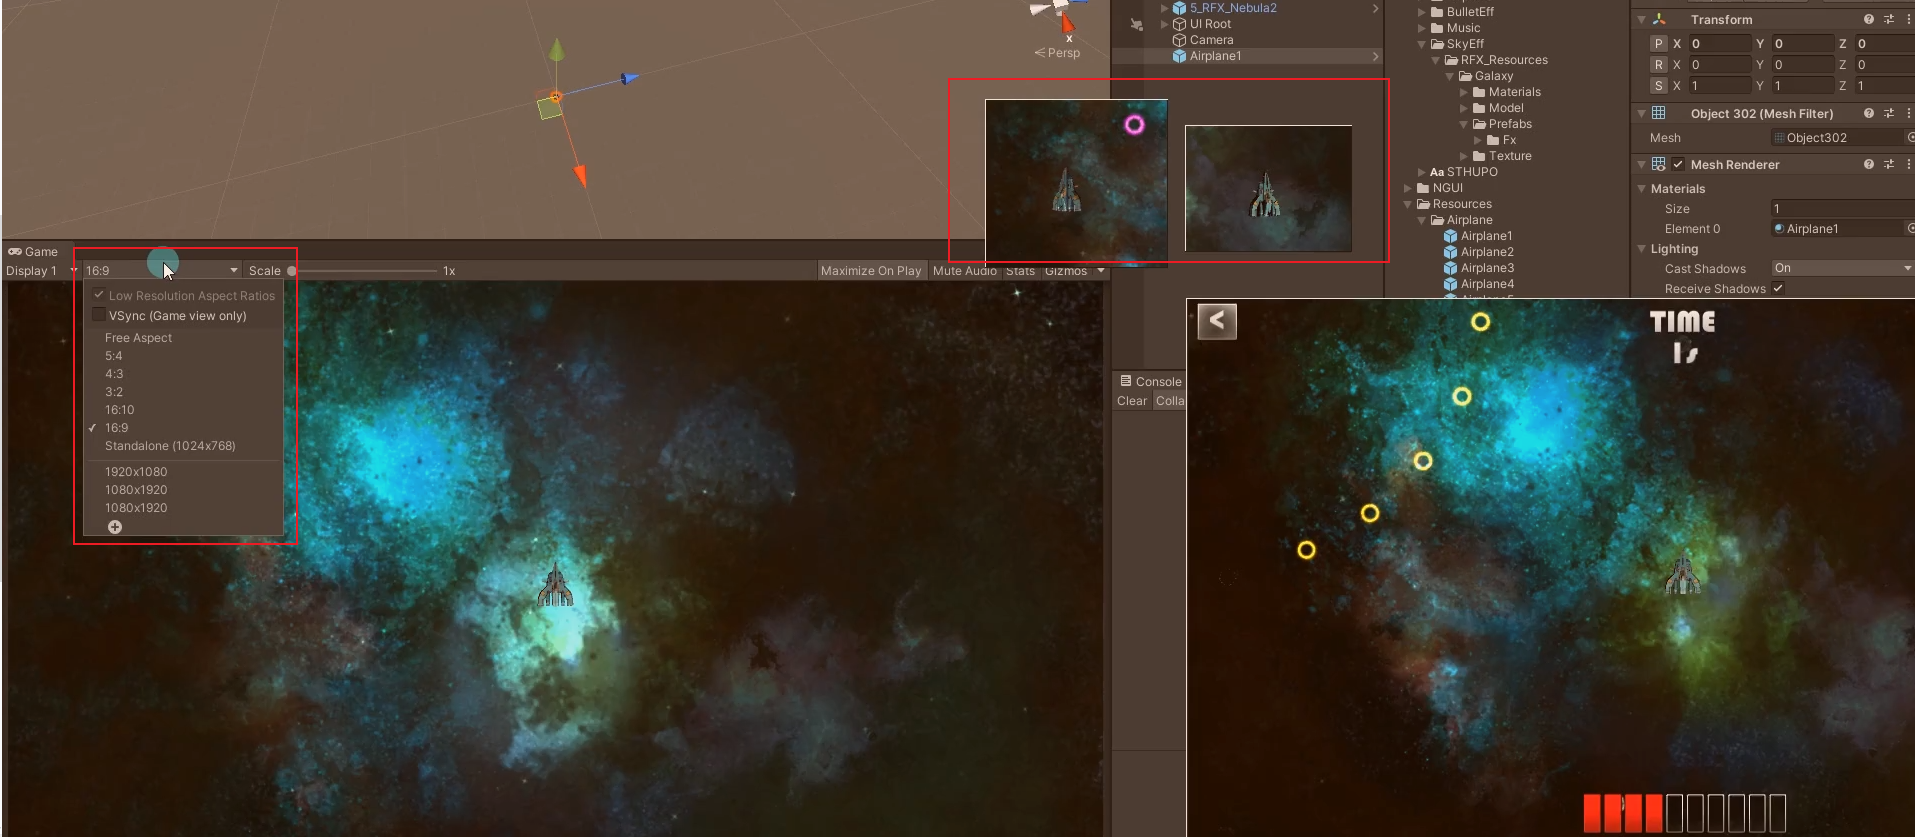 Persp
x
Game
Display 1
16:9
Scale
1x
Maximize On Play
Mute Audio
Stats
Gizmos
Low Resolution Aspect Ratios
VSync (Game view only)
Free Aspect
5:4
4:3
3:2
16:10
16:9
Standalone (1024x768)
1920x1080
1080x1920
1080x1920
5_RFX_Nebula2
UI Root
Camera
Airplane1
BulletEff
Music
SkyEff
RFX_Resources
Galaxy
Materials
Model
Prefabs
Fx
Texture
Aa STHUPO
NGUI
Resources
Airplane
Airplane1
Airplane2
Airplane3
Airplane4
Transform
P X 0 Y 0 Z 0
R X 0 Y 0 Z 0
S X 1 Y 1 Z 1
Object 302 (Mesh Filter)
Mesh Object302
Mesh Renderer
Materials
Size 1
Element 0 Airplane1
Lighting
Cast Shadows On
Receive Shadows
Console
Clear Colla
<
TIME
1s